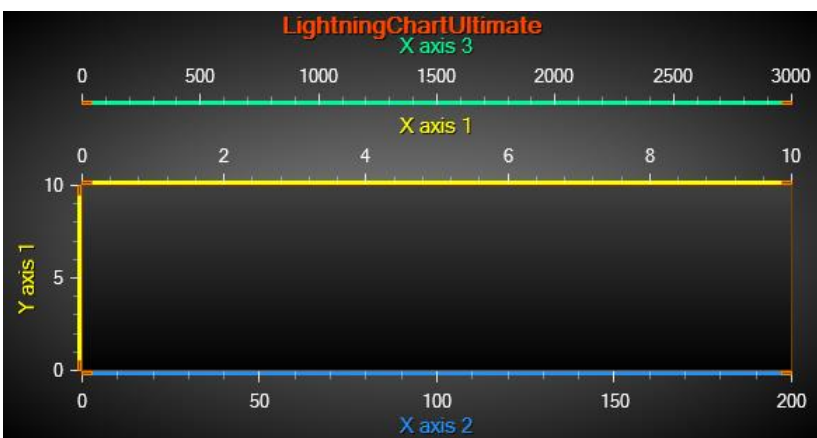 LightningChartUltimate
X axis 3
0 500 1000 1500 2000 2500 3000
X axis 1
0 2 4 6 8 10
10
Y axis 1
5
0
0 50 100 150 200
X axis 2